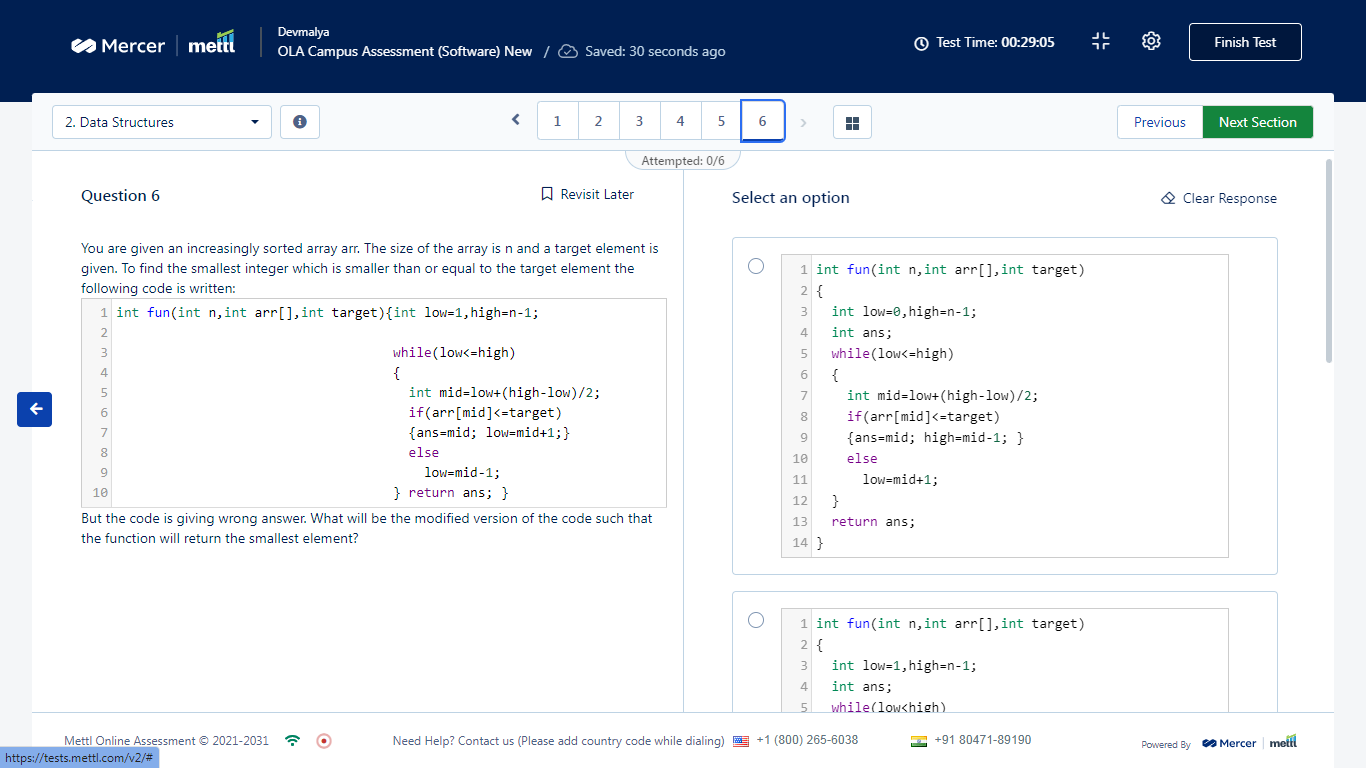 Mercer mettl
Devmalya
OLA Campus Assessment (Software) New / Saved: 30 seconds ago
Test Time: 00:29:05
Finish Test
2. Data Structures
1 2 3 4 5 6
Previous
Next Section
Attempted: 0/6
Question 6
Revisit Later
You are given an increasingly sorted array arr. The size of the array is n and a target element is
given. To find the smallest integer which is smaller than or equal to the target element the
following code is written:
1 int fun(int n,int arr[],int target){int low=1,high=n-1;
2
3 while(low<=high)
4 {
5 int mid=low+(high-low)/2;
6 if(arr[mid]<=target)
7 {ans=mid; low=mid+1;}
8 else
9 low=mid-1;
10 } return ans; }
But the code is giving wrong answer. What will be the modified version of the code such that
the function will return the smallest element?
Select an option
Clear Response
1 int fun(int n,int arr[],int target)
2 {
3 int low=0,high=n-1;
4 int ans;
5 while(low<=high)
6 {
7 int mid=low+(high-low)/2;
8 if(arr[mid]<=target)
9 {ans=mid; high=mid-1; }
10 else
11 low=mid+1;
12 }
13 return ans;
14 }
1 int fun(int n,int arr[],int target)
2 {
3 int low=1,high=n-1;
4 int ans;
5 while(low<high)
Mettl Online Assessment © 2021-2031
Need Help? Contact us (Please add country code while dialing) +1 (800) 265-6038
+91 80471-89190
Powered By Mercer mettl
https://tests.mettl.com/v2/#